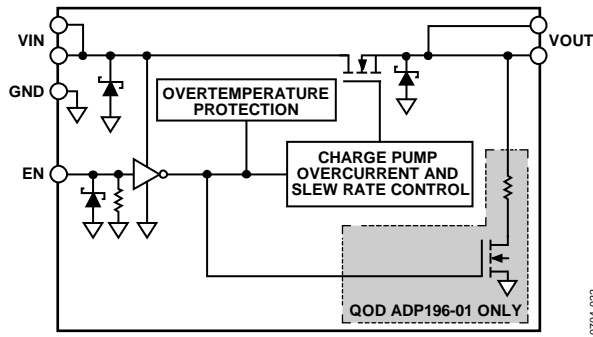 VIN
VOUT
GND
OVERTEMPERATURE
PROTECTION
EN
CHARGE PUMP
OVERCURRENT AND
SLEW RATE CONTROL
QOD ADP196-01 ONLY